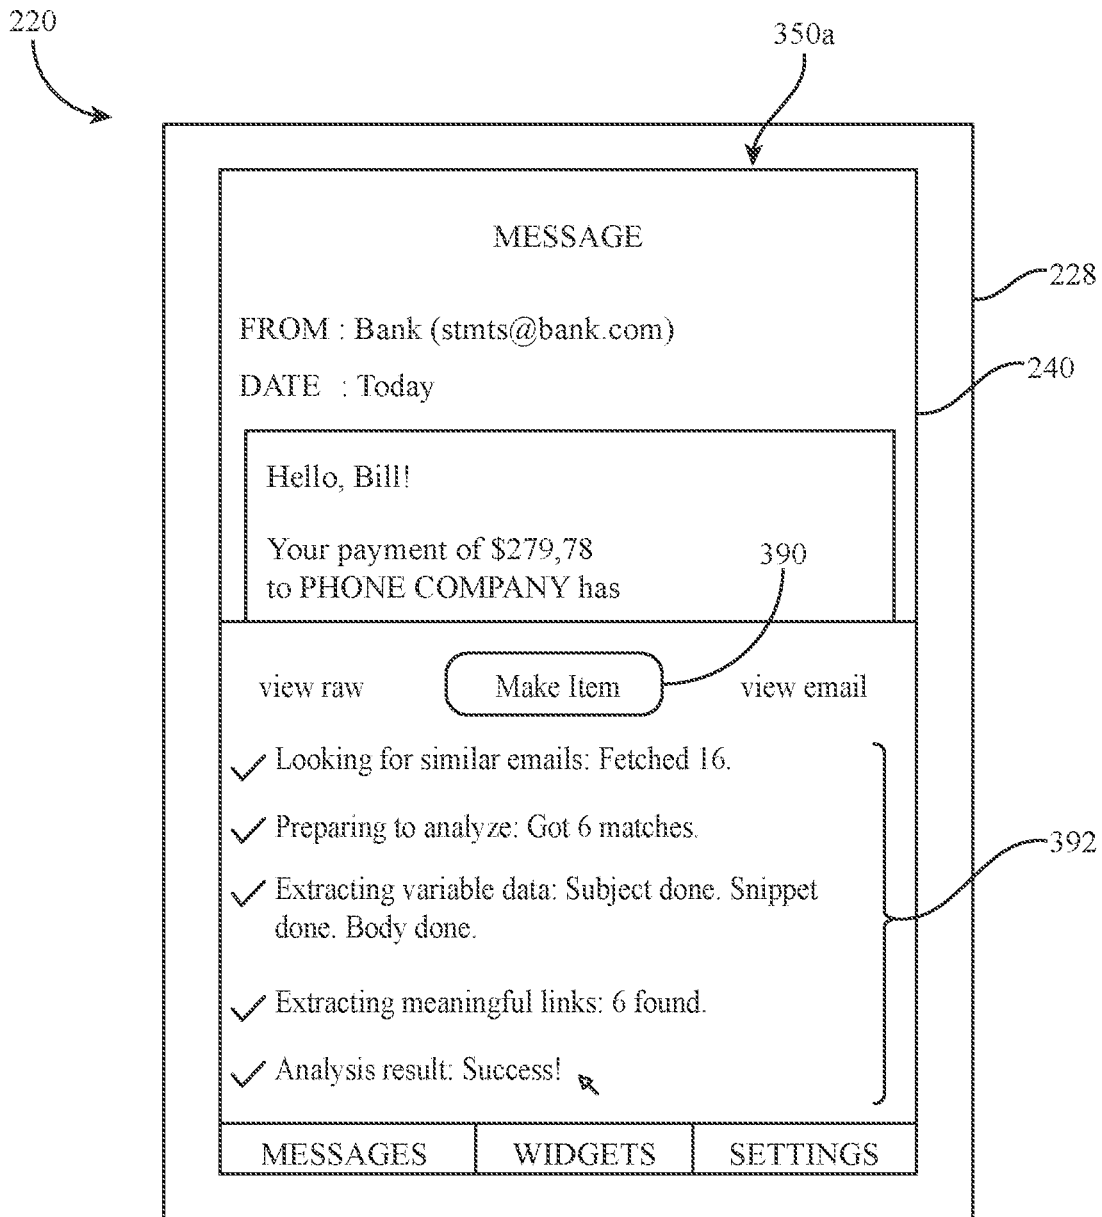 220
350a
MESSAGE
228
FROM : Bank (stmts@bank.com)
240
DATE : Today
Hello, Bill!
Your payment of $279,78
390
to PHONE COMPANY has
view raw
Make Item
view email
Looking for similar emails: Fetched 16.
Preparing to analyze: Got 6 matches.
392
Extracting variable data: Subject done. Snippet
done. Body done.
Extracting meaningful links: 6 found.
Analysis result: Success!
MESSAGES
WIDGETS
SETTINGS